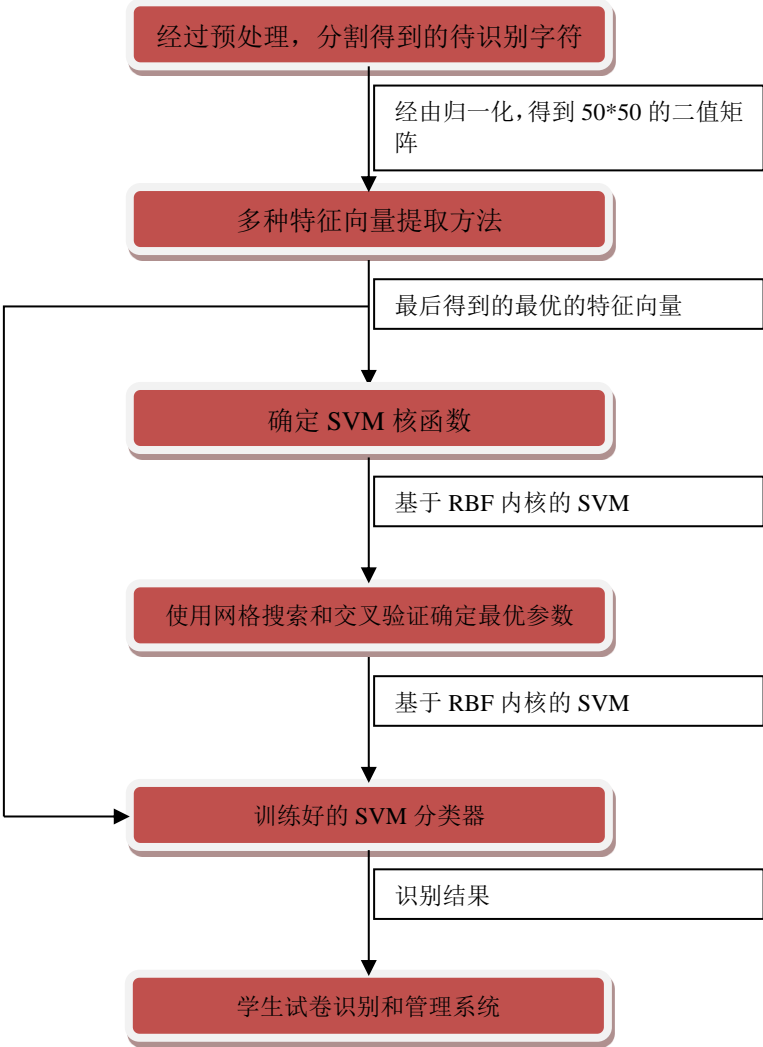 经过预处理，分割得到的待识别字符
经由归一化，得到 50*50 的二值矩
阵
多种特征向量提取方法
最后得到的最优的特征向量
确定 SVM 核函数
基于 RBF 内核的 SVM
使用网格搜索和交叉验证确定最优参数
基于 RBF 内核的 SVM
训练好的 SVM 分类器
识别结果
学生试卷识别和管理系统